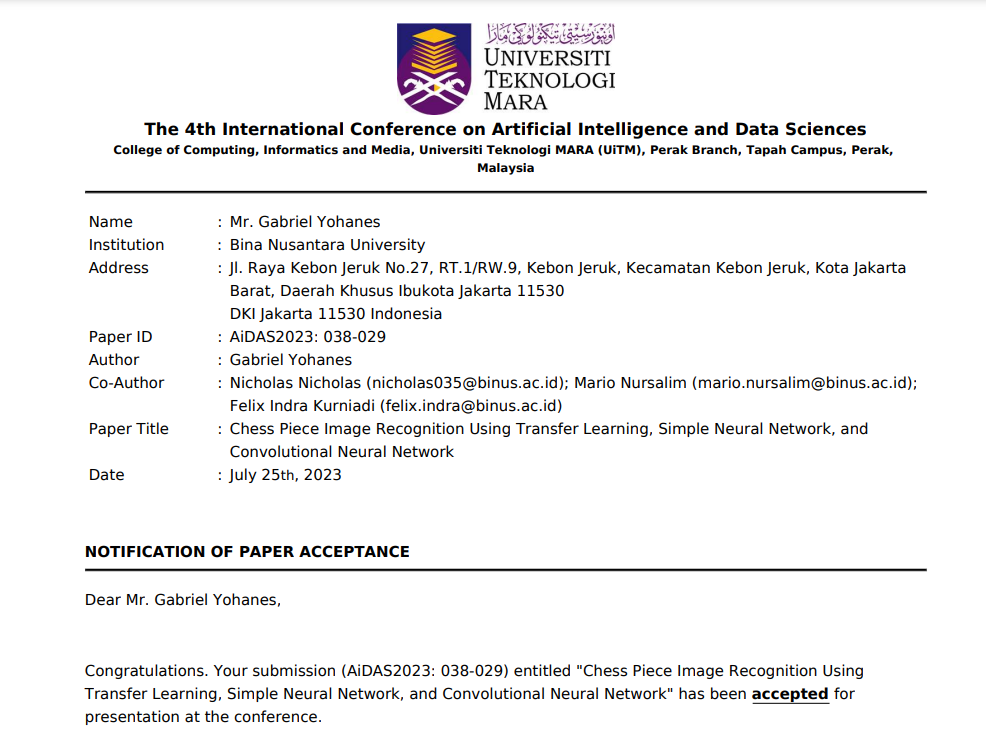 اونيۏرسيتي تيكنولوڬي مارا
UNIVERSITI
TEKNOLOGI
MARA
The 4th International Conference on Artificial Intelligence and Data Sciences
College of Computing, Informatics and Media, Universiti Teknologi MARA (UiTM), Perak Branch, Tapah Campus, Perak,
Malaysia
Name : Mr. Gabriel Yohanes
Institution : Bina Nusantara University
Address : Jl. Raya Kebon Jeruk No.27, RT.1/RW.9, Kebon Jeruk, Kecamatan Kebon Jeruk, Kota Jakarta
Barat, Daerah Khusus Ibukota Jakarta 11530
DKI Jakarta 11530 Indonesia
Paper ID : AiDAS2023: 038-029
Author : Gabriel Yohanes
Co-Author : Nicholas Nicholas (nicholas035@binus.ac.id); Mario Nursalim (mario.nursalim@binus.ac.id);
Felix Indra Kurniadi (felix.indra@binus.ac.id)
Paper Title : Chess Piece Image Recognition Using Transfer Learning, Simple Neural Network, and
Convolutional Neural Network
Date : July 25th, 2023
NOTIFICATION OF PAPER ACCEPTANCE
Dear Mr. Gabriel Yohanes,
Congratulations. Your submission (AiDAS2023: 038-029) entitled "Chess Piece Image Recognition Using
Transfer Learning, Simple Neural Network, and Convolutional Neural Network" has been accepted for
presentation at the conference.